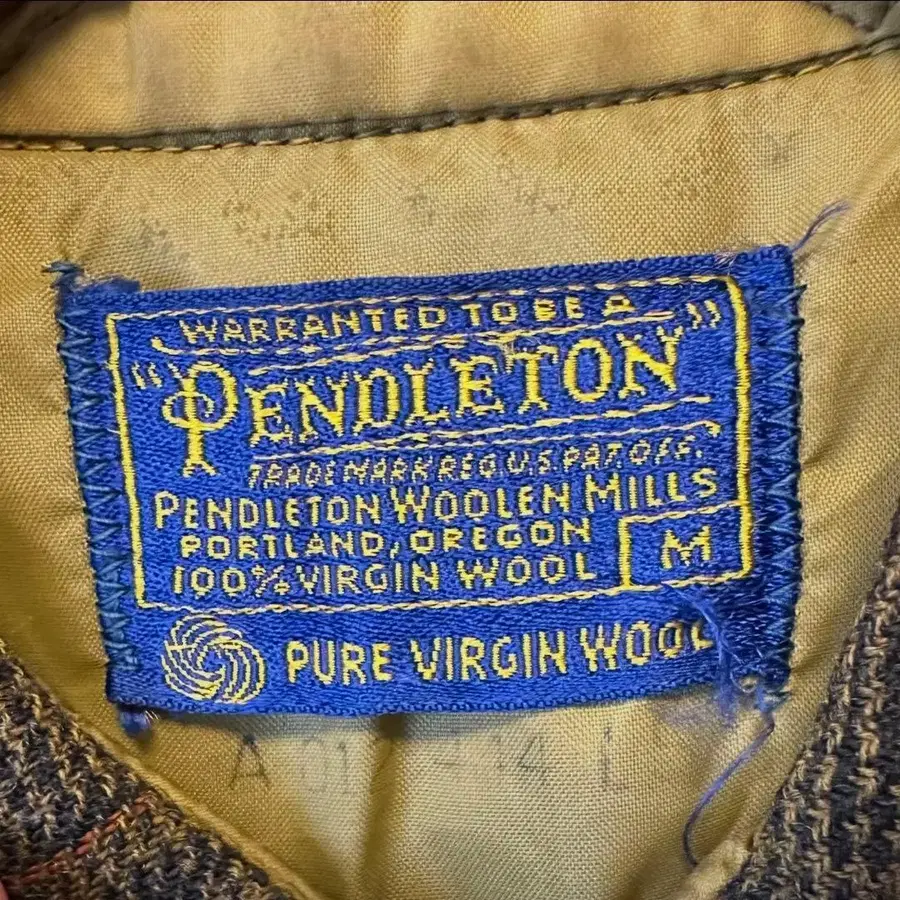 WARRANTED TO BE A
"PENDLETON"
TRADE MARK REG. U.S. PAT. OFF.
PENDLETON WOOLEN MILLS
PORTLAND, OREGON
100% VIRGIN WOOL M
PURE VIRGIN WOOL